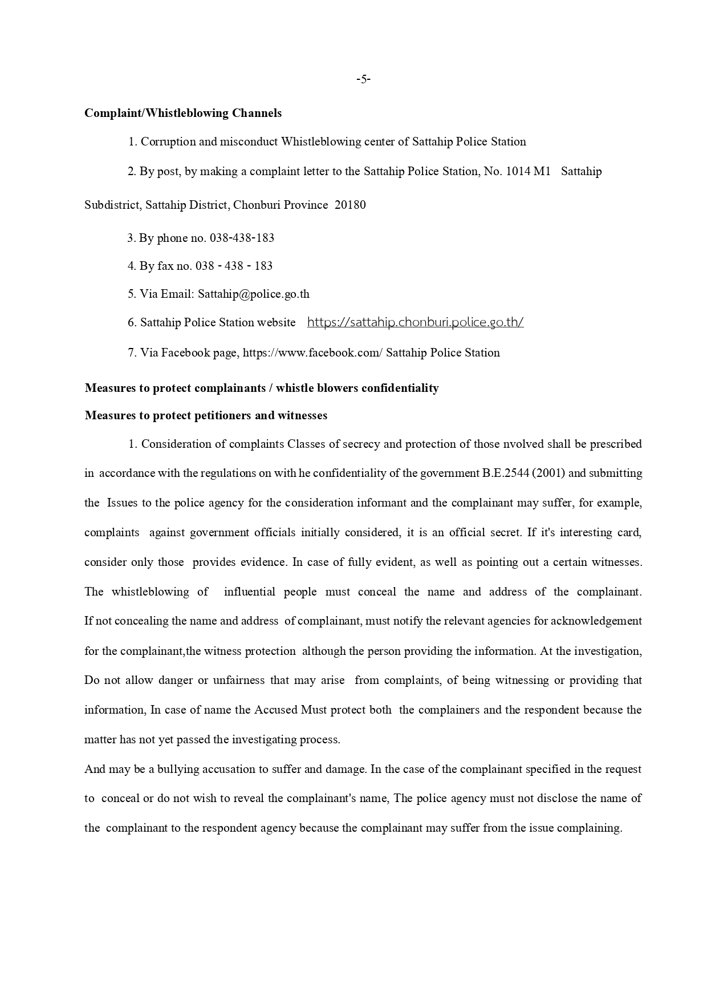 -5-
Complaint/Whistleblowing Channels
1. Corruption and misconduct Whistleblowing center of Sattahip Police Station
2. By post, by making a complaint letter to the Sattahip Police Station, No. 1014 M1 Sattahip
Subdistrict, Sattahip District, Chonburi Province 20180
3. By phone no. 038-438-183
4. By fax no. 038 - 438 - 183
5. Via Email: Sattahip@police.go.th
6. Sattahip Police Station website https://sattahip.chonburi.police.go.th/
7. Via Facebook page, https://www.facebook.com/ Sattahip Police Station
Measures to protect complainants / whistle blowers confidentiality
Measures to protect petitioners and witnesses
1. Consideration of complaints Classes of secrecy and protection of those nvolved shall be prescribed
in accordance with the regulations on with he confidentiality of the government B.E.2544 (2001) and submitting
the Issues to the police agency for the consideration informant and the complainant may suffer, for example,
complaints against government officials initially considered, it is an official secret. If it's interesting card,
consider only those provides evidence. In case of fully evident, as well as pointing out a certain witnesses.
The whistleblowing of influential people must conceal the name and address of the complainant.
If not concealing the name and address of complainant, must notify the relevant agencies for acknowledgement
for the complainant,the witness protection although the person providing the information. At the investigation,
Do not allow danger or unfairness that may arise from complaints, of being witnessing or providing that
information, In case of name the Accused Must protect both the complainers and the respondent because the
matter has not yet passed the investigating process.
And may be a bullying accusation to suffer and damage. In the case of the complainant specified in the request
to conceal or do not wish to reveal the complainant's name, The police agency must not disclose the name of
the complainant to the respondent agency because the complainant may suffer from the issue complaining.